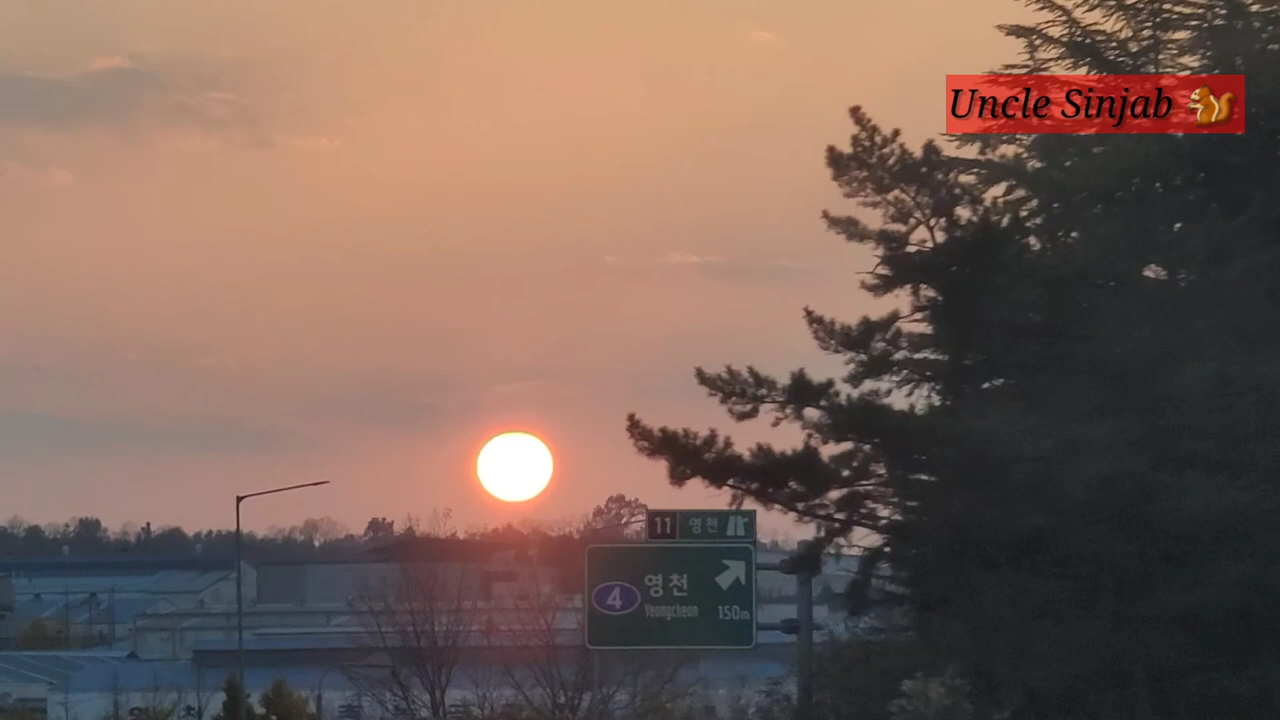 Uncle Sinjab 🐿️
11 영천
4 영천
Yeongcheon 150m